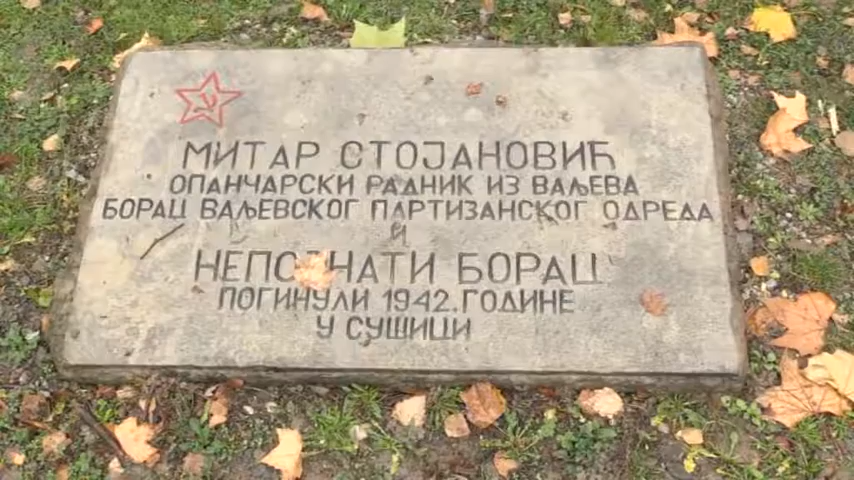 МИТАР СТОЈАНОВИЋ
ОПАНЧАРСКИ РАДНИК ИЗ ВАЉЕВА
БОРАЦ ВАЉЕВСКОГ ПАРТИЗАНСКОГ ОДРЕДА
И
НЕПОЗНАТИ БОРАЦ
ПОГИНУЛИ 1942. ГОДИНЕ
У СУШИЦИ